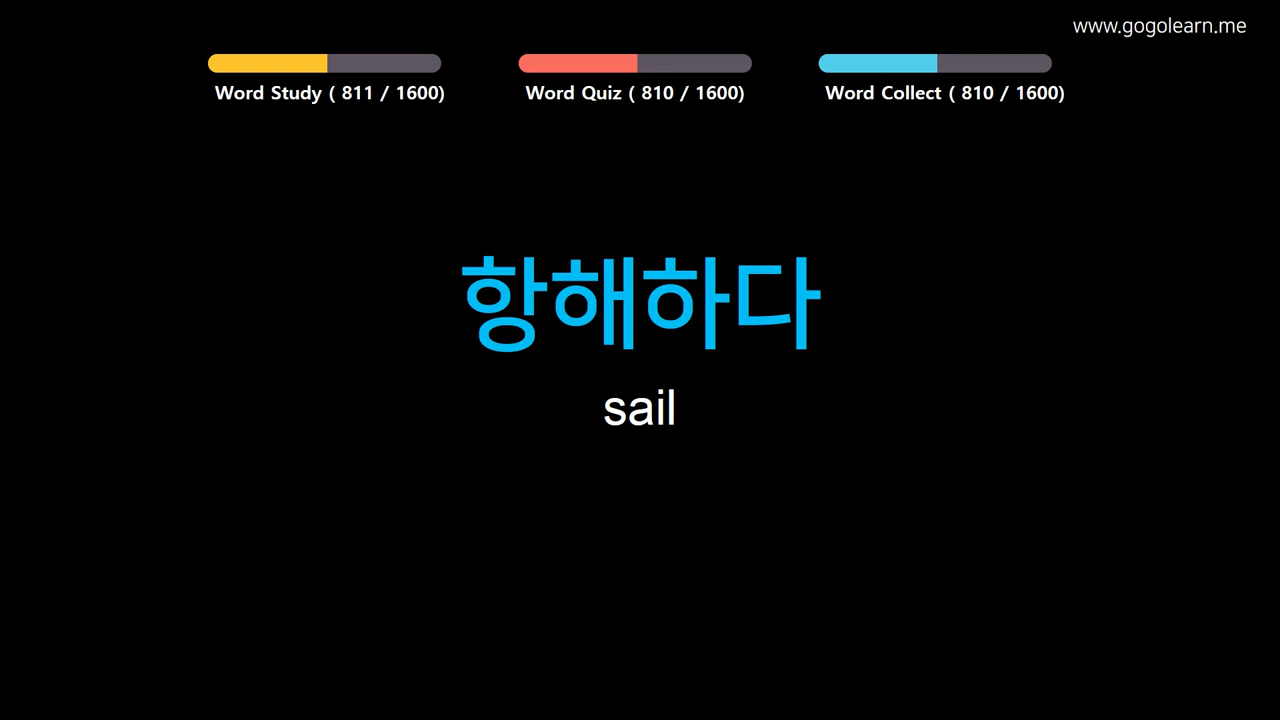 www.gogolearn.me
Word Study ( 811 / 1600)
Word Quiz ( 810 / 1600)
Word Collect ( 810 / 1600)
항해하다
sail